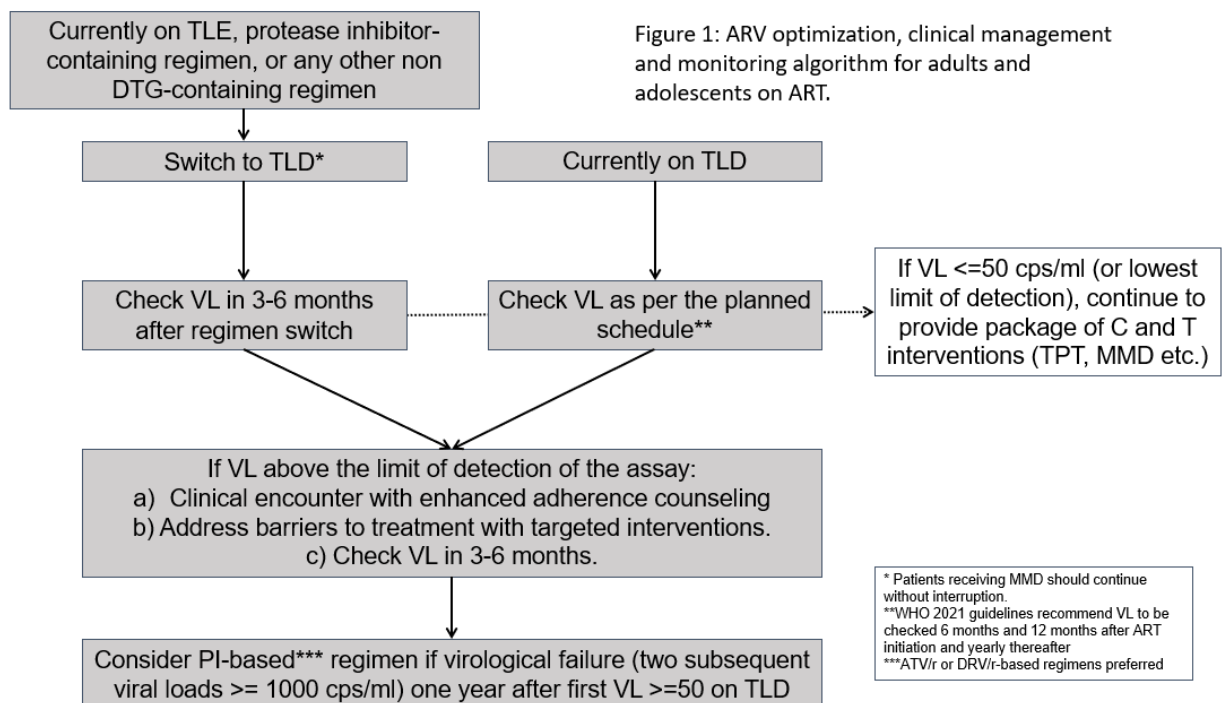 Currently on TLE, protease inhibitor-
containing regimen, or any other non
DTG-containing regimen
Figure 1: ARV optimization, clinical management
and monitoring algorithm for adults and
adolescents on ART.
Switch to TLD*
Currently on TLD
Check VL in 3-6 months
after regimen switch
Check VL as per the planned
schedule**
If VL <=50 cps/ml (or lowest
limit of detection), continue to
provide package of C and T
interventions (TPT, MMD etc.)
If VL above the limit of detection of the assay:
a) Clinical encounter with enhanced adherence counseling
b) Address barriers to treatment with targeted interventions.
c) Check VL in 3-6 months.
Consider PI-based*** regimen if virological failure (two subsequent
viral loads >= 1000 cps/ml) one year after first VL >=50 on TLD
* Patients receiving MMD should continue
without interruption.
**WHO 2021 guidelines recommend VL to be
checked 6 months and 12 months after ART
initiation and yearly thereafter
***ATV/r or DRV/r-based regimens preferred